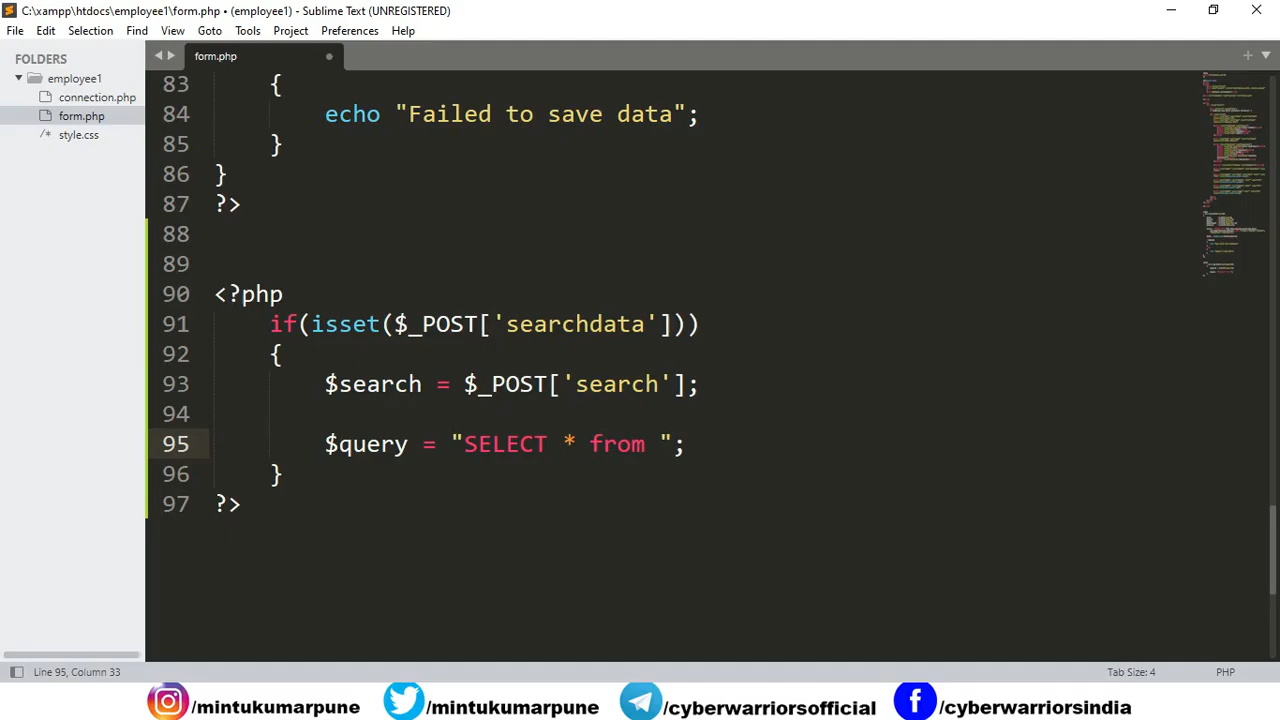 C:\xampp\htdocs\employee1\form.php • (employee1) - Sublime Text (UNREGISTERED)
File Edit Selection Find View Goto Tools Project Preferences Help
FOLDERS
employee1
connection.php
form.php
/* style.css
form.php
83 {
84 echo "Failed to save data";
85 }
86 }
87 ?>
88
89
90 <?php
91 if(isset($_POST['searchdata']))
92 {
93 $search = $_POST['search'];
94
95 $query = "SELECT * from ";
96 }
97 ?>
Line 95, Column 33
Tab Size: 4
PHP
/mintukumarpune /mintukumarpune /cyberwarriorsofficial /cyberwarriorsindia